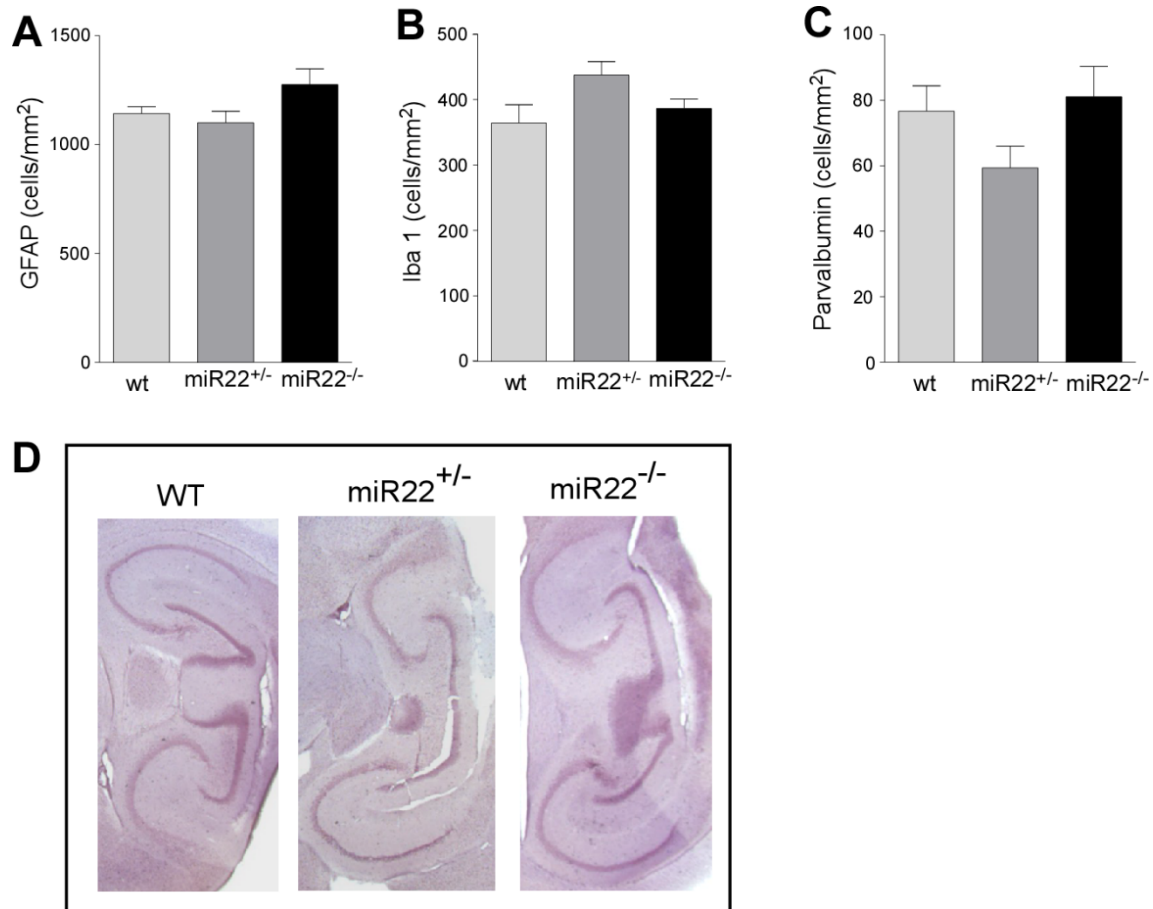 A
GFAP (cells/mm²)
1500
1000
500
0
wt miR22+/- miR22-/-
B
Iba 1 (cells/mm²)
500
400
300
200
100
0
wt miR22+/- miR22-/-
C
Parvalbumin (cells/mm²)
100
80
60
40
20
0
wt miR22+/- miR22-/-
D
WT miR22+/- miR22-/-